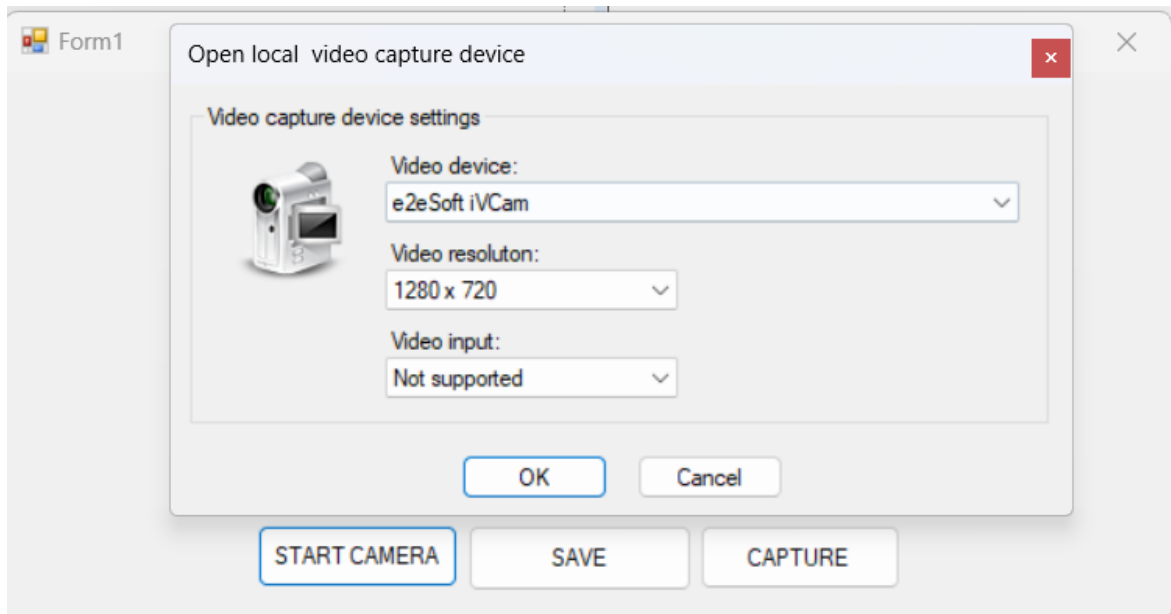 Form1
Open local  video capture device
Video capture device settings
Video device:
e2eSoft iVCam
Video resoluton:
1280 x 720
Video input:
Not supported
OK
Cancel
START CAMERA
SAVE
CAPTURE